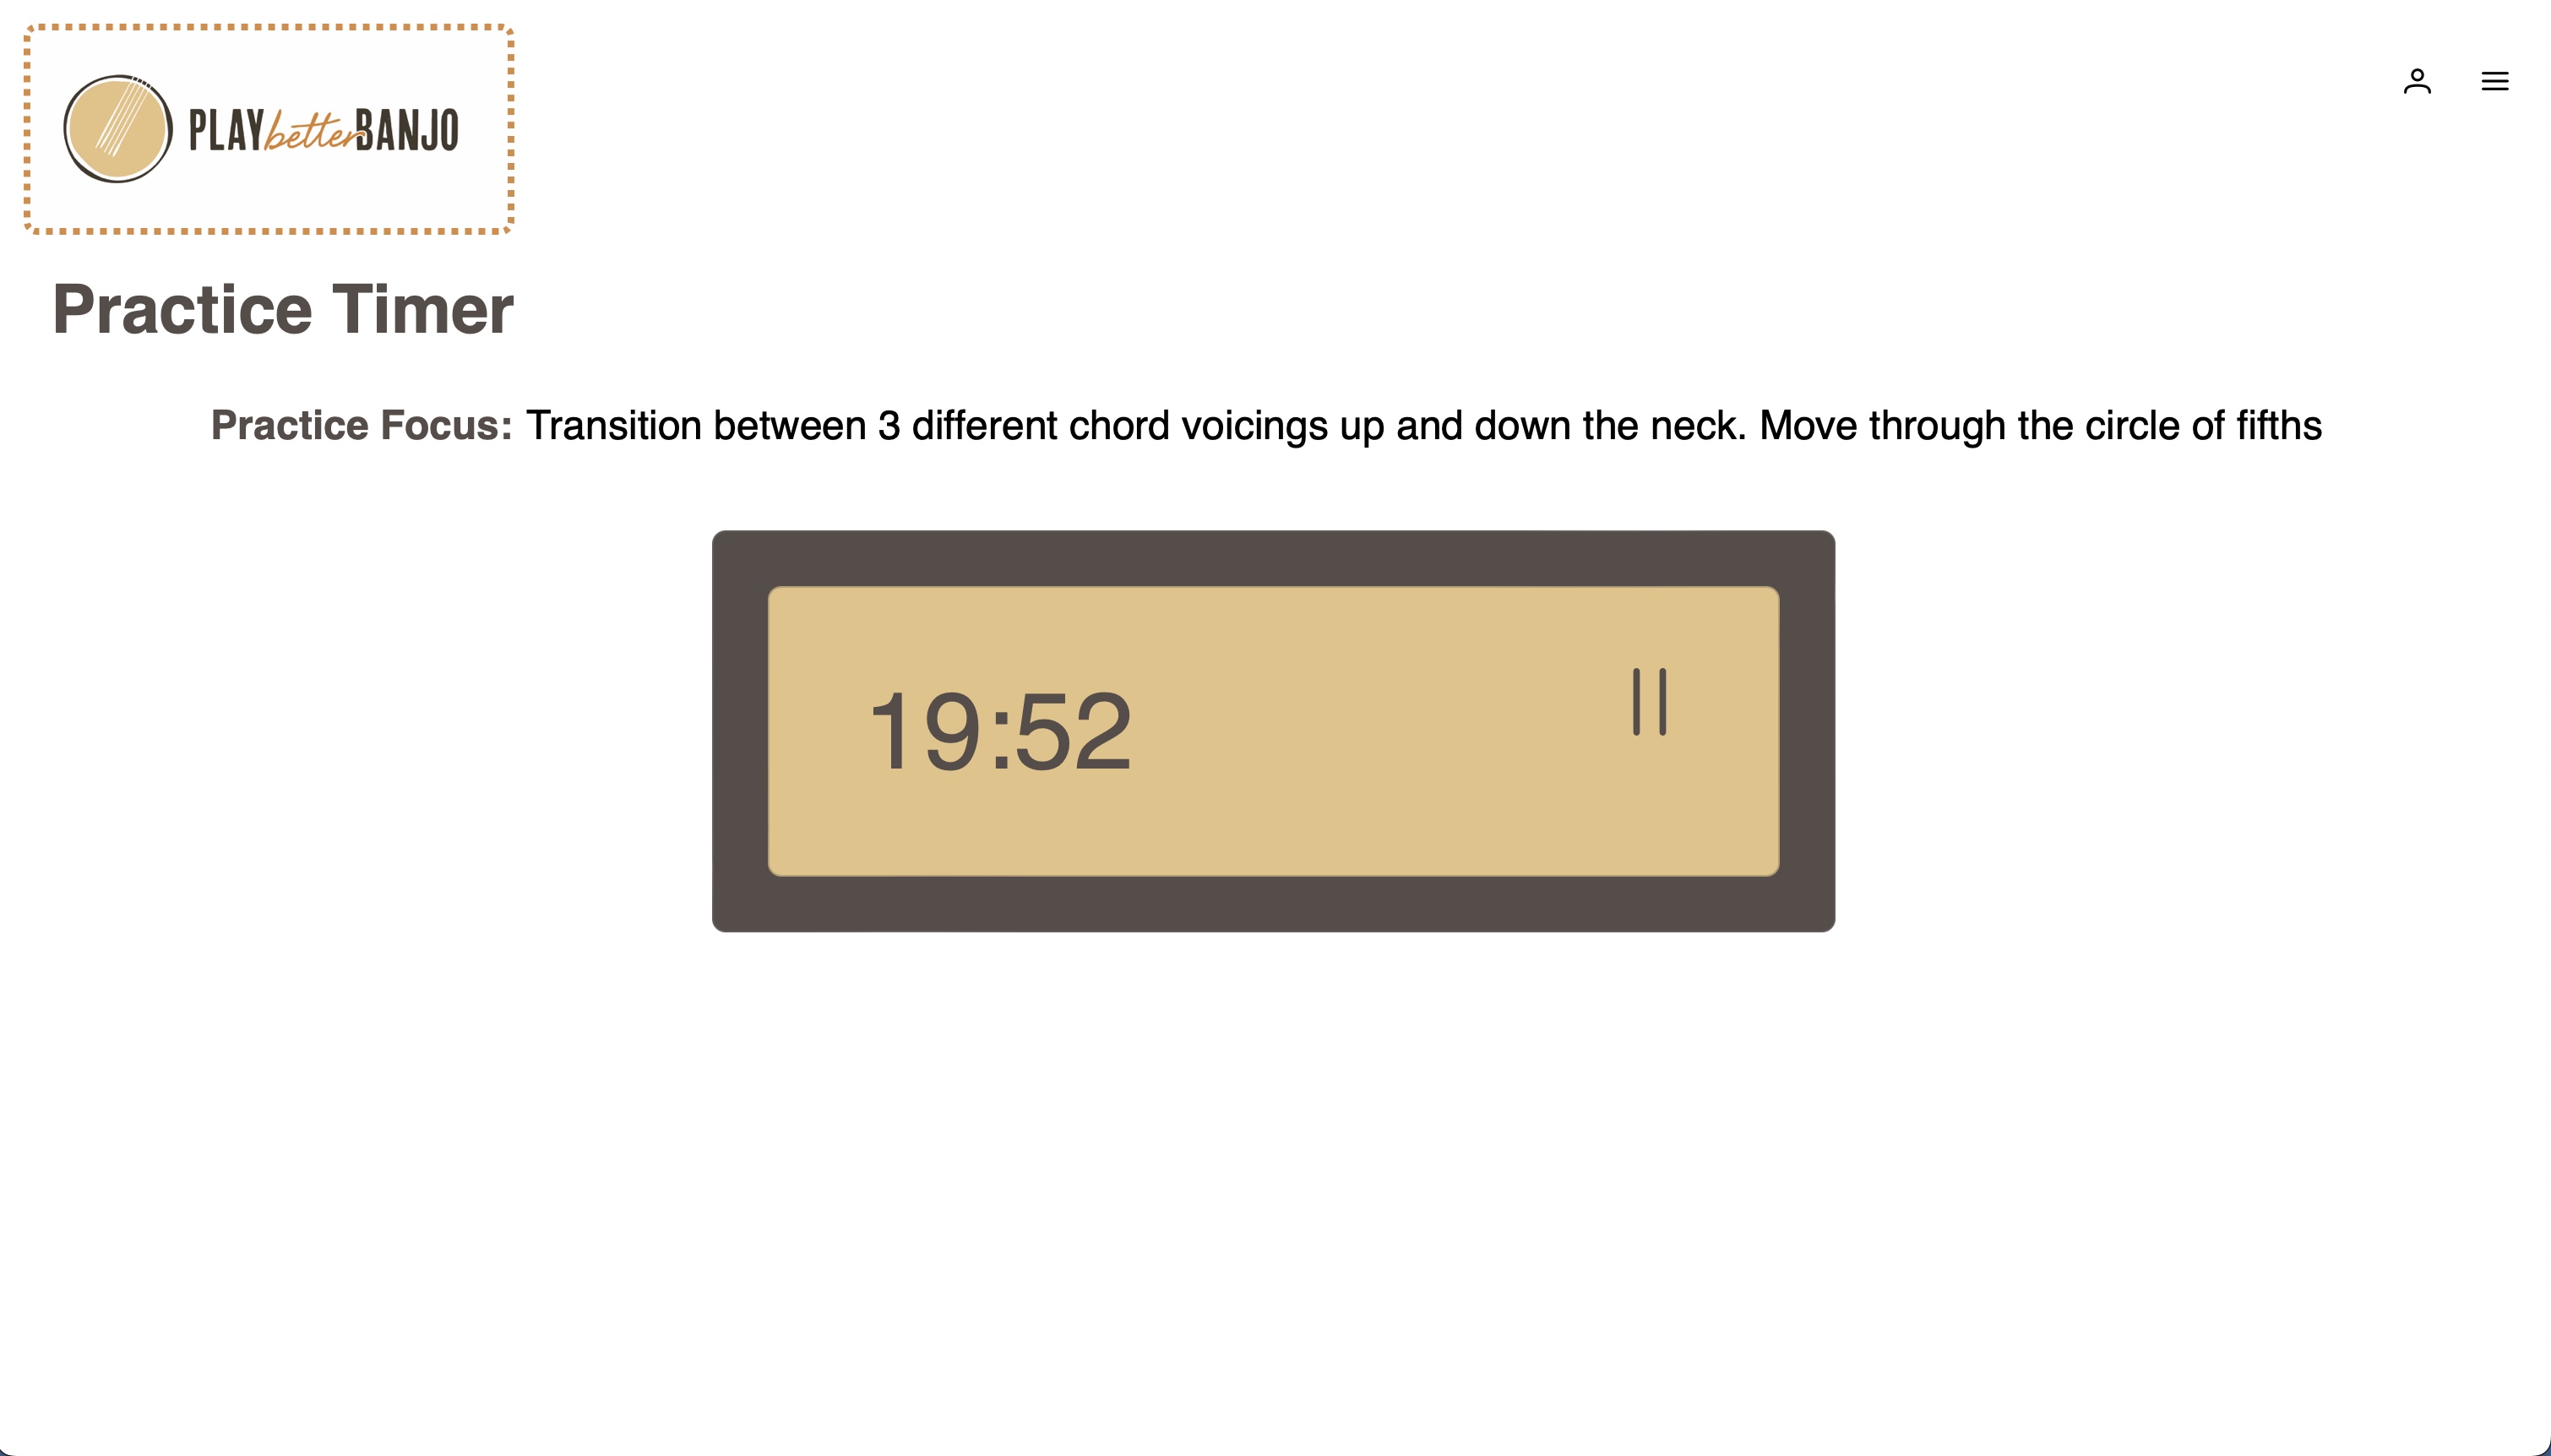 PLAY better BANJO
Practice Timer
Practice Focus: Transition between 3 different chord voicings up and down the neck. Move through the circle of fifths
19:52